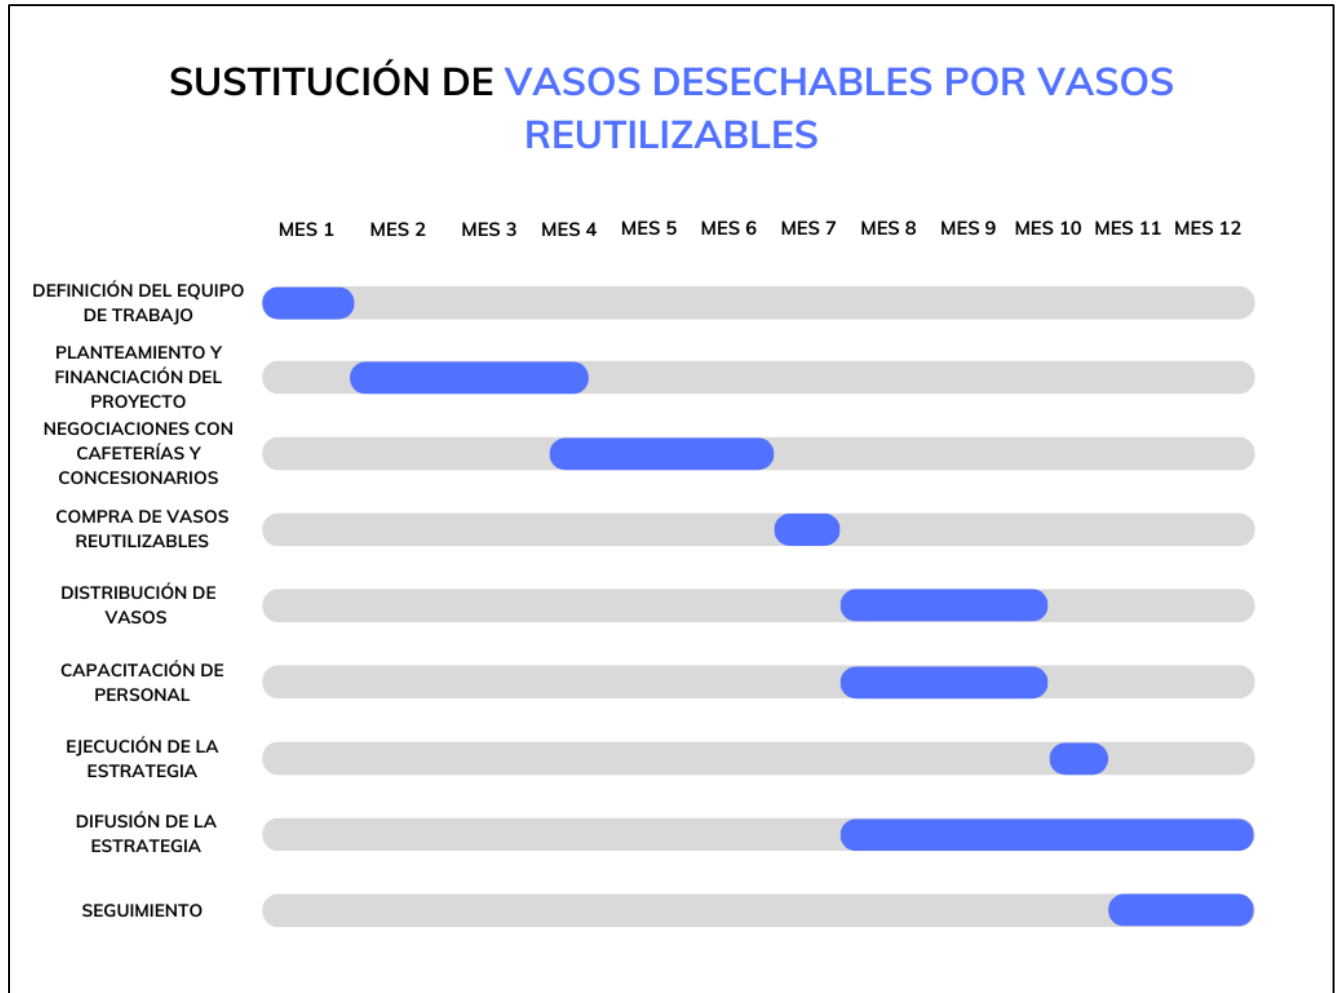 SUSTITUCIÓN DE VASOS DESECHABLES POR VASOS
REUTILIZABLES
MES 1 MES 2 MES 3 MES 4 MES 5 MES 6 MES 7 MES 8 MES 9 MES 10 MES 11 MES 12
DEFINICIÓN DEL EQUIPO
DE TRABAJO
PLANTEAMIENTO Y
FINANCIACIÓN DEL
PROYECTO
NEGOCIACIONES CON
CAFETERÍAS Y
CONCESIONARIOS
COMPRA DE VASOS
REUTILIZABLES
DISTRIBUCIÓN DE
VASOS
CAPACITACIÓN DE
PERSONAL
EJECUCIÓN DE LA
ESTRATEGIA
DIFUSIÓN DE LA
ESTRATEGIA
SEGUIMIENTO